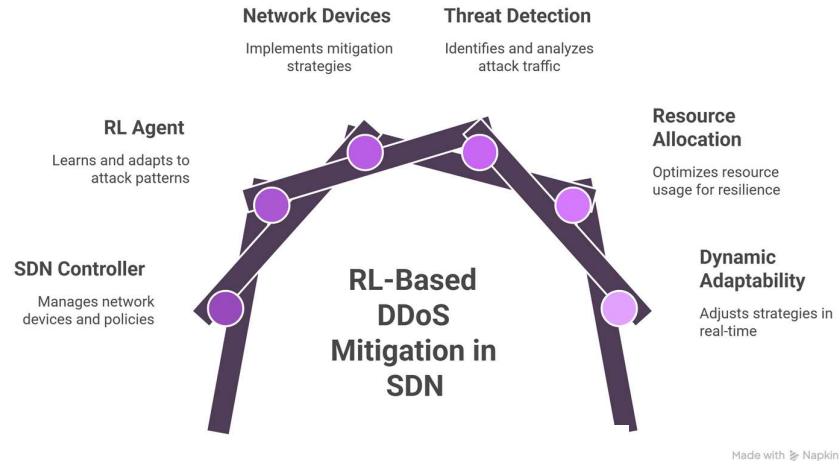 Network Devices
Implements mitigation
strategies
Threat Detection
Identifies and analyzes
attack traffic
RL Agent
Learns and adapts to
attack patterns
Resource
Allocation
Optimizes resource
usage for resilience
SDN Controller
Manages network
devices and policies
Dynamic
Adaptability
Adjusts strategies in
real-time
RL-Based
DDoS
Mitigation in
SDN
Made with Napkin